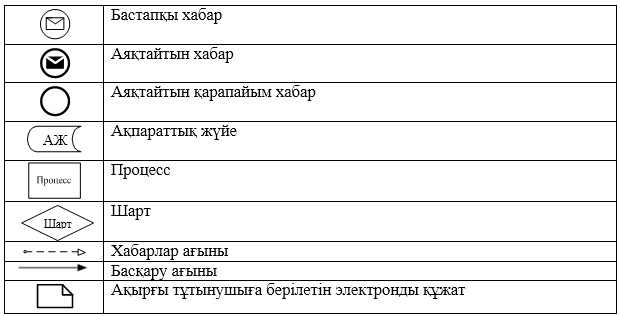 Бастапқы хабар
Аяқтайтын хабар
Аяқтайтын қарапайым хабар
АЖ Ақпараттық жүйе
Процесс Процесс
Шарт Шарт
Хабарлар ағыны
Басқару ағыны
Ақырғы тұтынушыға берілетін электронды құжат